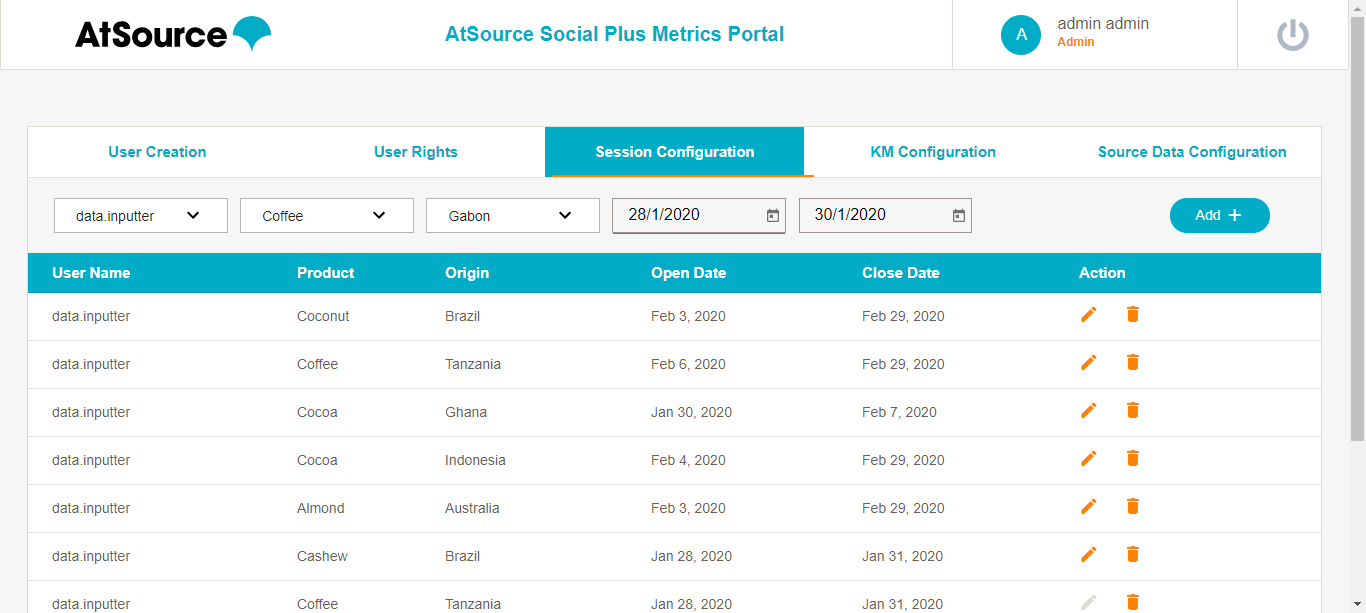 AtSource
AtSource Social Plus Metrics Portal
A
admin admin
Admin
User Creation User Rights Session Configuration KM Configuration Source Data Configuration
data.inputter Coffee Gabon 28/1/2020 30/1/2020 Add +
User Name Product Origin Open Date Close Date Action
data.inputter Coconut Brazil Feb 3, 2020 Feb 29, 2020
data.inputter Coffee Tanzania Feb 6, 2020 Feb 29, 2020
data.inputter Cocoa Ghana Jan 30, 2020 Feb 7, 2020
data.inputter Cocoa Indonesia Feb 4, 2020 Feb 29, 2020
data.inputter Almond Australia Feb 3, 2020 Feb 29, 2020
data.inputter Cashew Brazil Jan 28, 2020 Jan 31, 2020
data.inputter Coffee Tanzania Jan 28, 2020 Jan 31, 2020